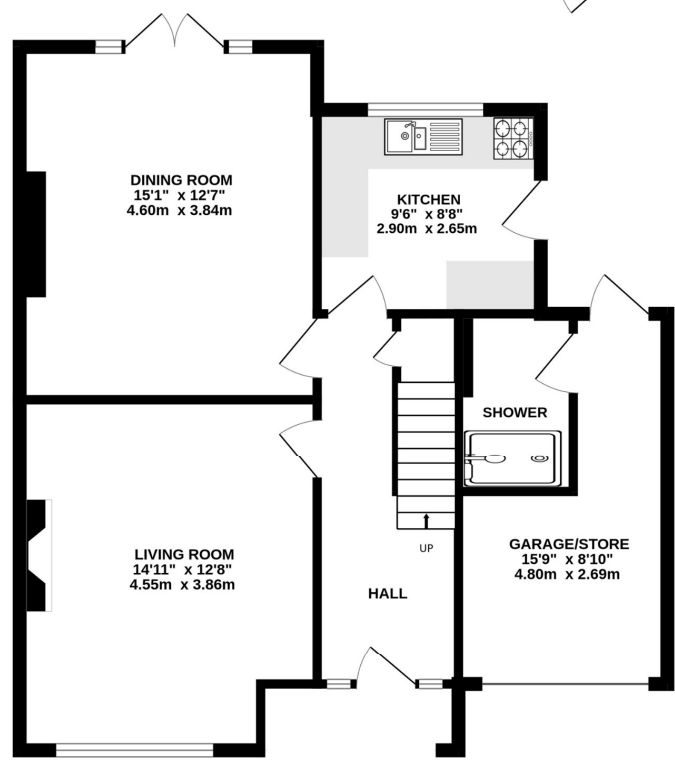 DINING ROOM
15'1" x 12'7"
4.60m x 3.84m
KITCHEN
9'6" x 8'8"
2.90m x 2.65m
SHOWER
LIVING ROOM
14'11" x 12'8"
4.55m x 3.86m
UP
HALL
GARAGE/STORE
15'9" x 8'10"
4.80m x 2.69m